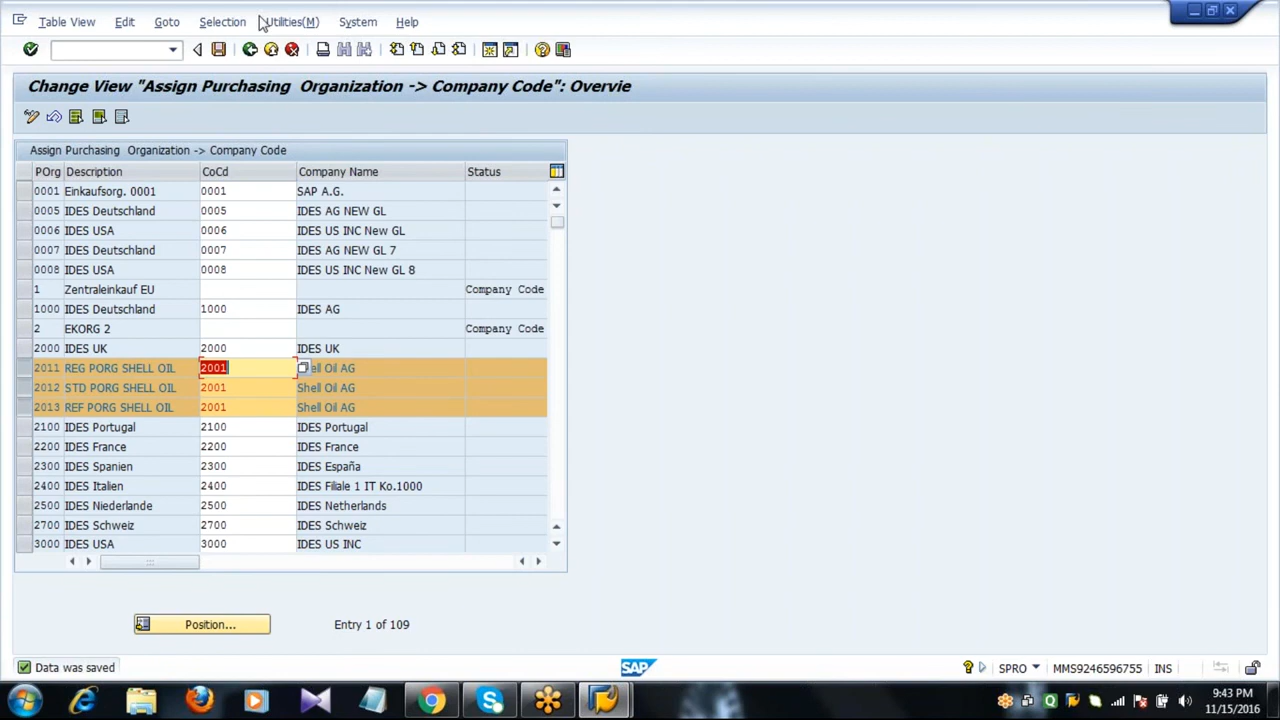 Table View Edit Goto Selection Utilities(M) System Help
Change View "Assign Purchasing Organization -> Company Code": Overvie
Assign Purchasing Organization -> Company Code
POrg Description CoCd Company Name Status
0001 Einkaufsorg. 0001 0001 SAP A.G.
0005 IDES Deutschland 0005 IDES AG NEW GL
0006 IDES USA 0006 IDES US INC New GL
0007 IDES Deutschland 0007 IDES AG NEW GL 7
0008 IDES USA 0008 IDES US INC New GL 8
1 Zentraleinkauf EU Company Code
1000 IDES Deutschland 1000 IDES AG
2 EKORG 2 Company Code
2000 IDES UK 2000 IDES UK
2011 REG PORG SHELL OIL 2001 ell Oil AG
2012 STD PORG SHELL OIL 2001 Shell Oil AG
2013 REF PORG SHELL OIL 2001 Shell Oil AG
2100 IDES Portugal 2100 IDES Portugal
2200 IDES France 2200 IDES France
2300 IDES Spanien 2300 IDES España
2400 IDES Italien 2400 IDES Filiale 1 IT Ko.1000
2500 IDES Niederlande 2500 IDES Netherlands
2700 IDES Schweiz 2700 IDES Schweiz
3000 IDES USA 3000 IDES US INC
Position... Entry 1 of 109
Data was saved SAP SPRO MMS9246596755 INS
9:43 PM
11/15/2016